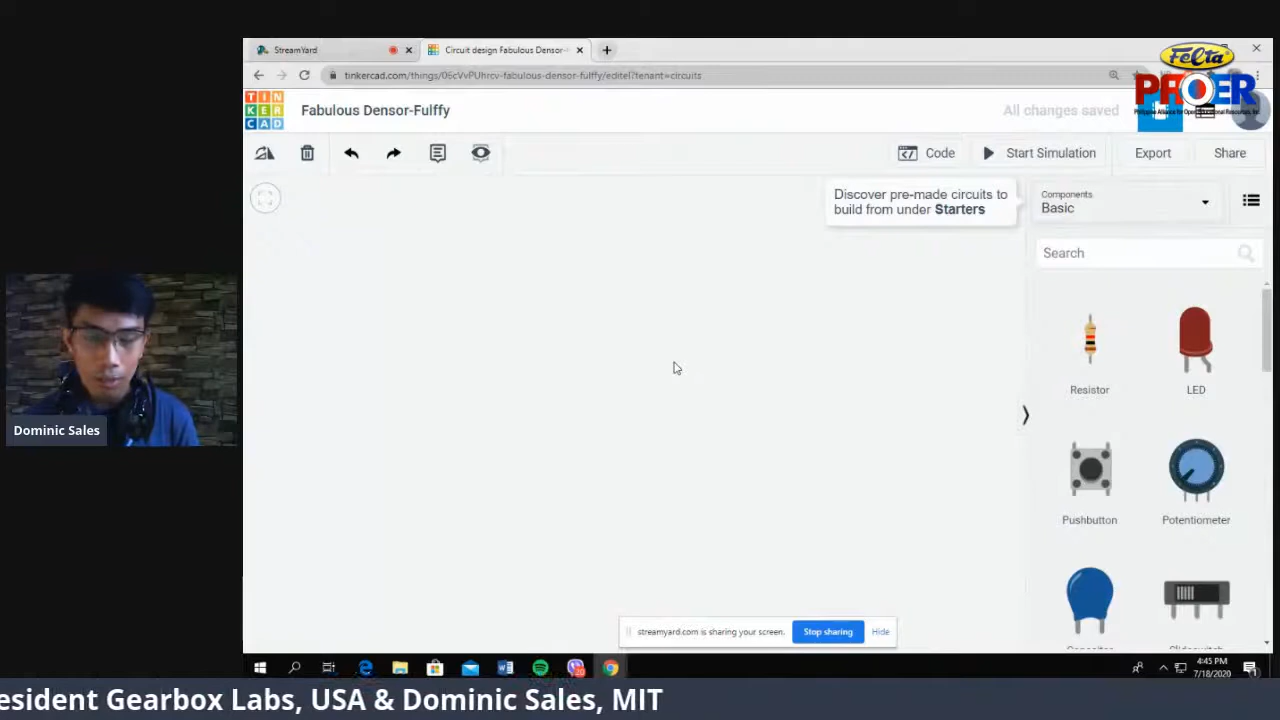 StreamYard
Circuit design Fabulous Densor-
tinkercad.com/things/05cVvPUhrcv-fabulous-densor-fulffy/editel?tenant=circuits
FELTA
PROER
TIN
KER
CAD
Fabulous Densor-Fulffy
All changes saved
Code
Start Simulation
Export
Share
Discover pre-made circuits to
build from under Starters
Components
Basic
Search
Resistor
LED
Pushbutton
Potentiometer
Dominic Sales
streamyard.com is sharing your screen.
Stop sharing
Hide
4:45 PM
7/18/2020
esident Gearbox Labs, USA & Dominic Sales, MIT